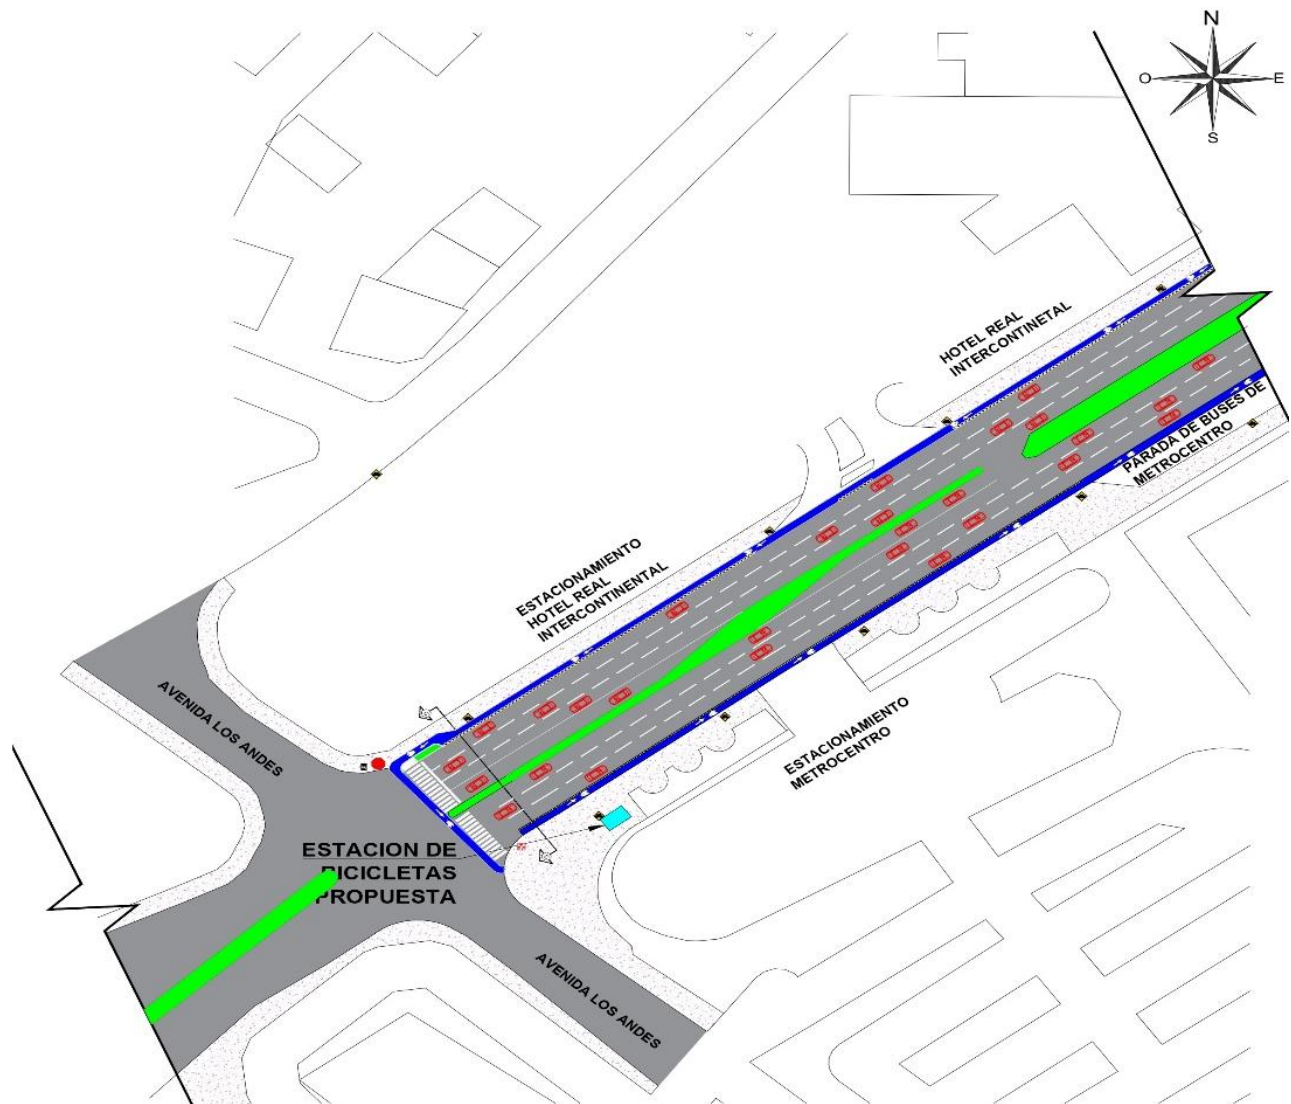 N
O
E
S
HOTEL REAL
INTERCONTINETAL
PARADA DE BUSES DE
METROCENTRO
ESTACIONAMIENTO
HOTEL REAL
INTERCONTINENTAL
AVENIDA LOS ANDES
ESTACIONAMIENTO
METROCENTRO
ESTACION DE
BICICLETAS
PROPUESTA
AVENIDA LOS ANDES